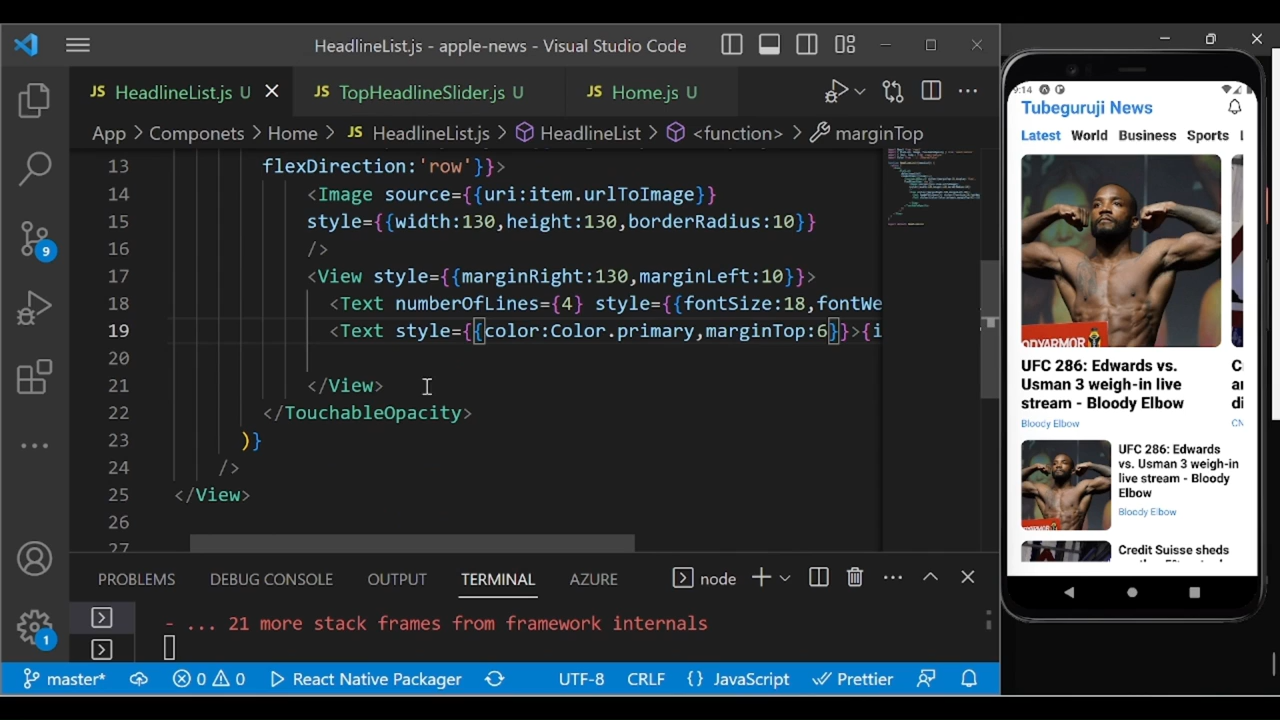 HeadlineList.js - apple-news - Visual Studio Code
JS HeadlineList.js U
JS TopHeadlineSlider.js U
JS Home.js U
App > Componets > Home > JS HeadlineList.js > HeadlineList > <function> > marginTop
13 flexDirection:'row'}}>
14 <Image source={{uri:item.urlToImage}}
15 style={{width:130,height:130,borderRadius:10}}
16 />
17 <View style={{marginRight:130,marginLeft:10}}>
18 <Text numberOfLines={4} style={{fontSize:18,fontWe
19 <Text style={{color:Color.primary,marginTop:6}}>{i
20
21 </View>
22 </TouchableOpacity>
23 )}
24 />
25 </View>
26
27
PROBLEMS DEBUG CONSOLE OUTPUT TERMINAL AZURE node
- ... 21 more stack frames from framework internals
9
1
master* 0 0 React Native Packager UTF-8 CRLF {} JavaScript Prettier
9:14
Tubeguruji News
Latest World Business Sports
UFC 286: Edwards vs.
Usman 3 weigh-in live
stream - Bloody Elbow
Bloody Elbow
CN
UFC 286: Edwards
vs. Usman 3 weigh-in
live stream - Bloody
Elbow
Bloody Elbow
Credit Suisse sheds